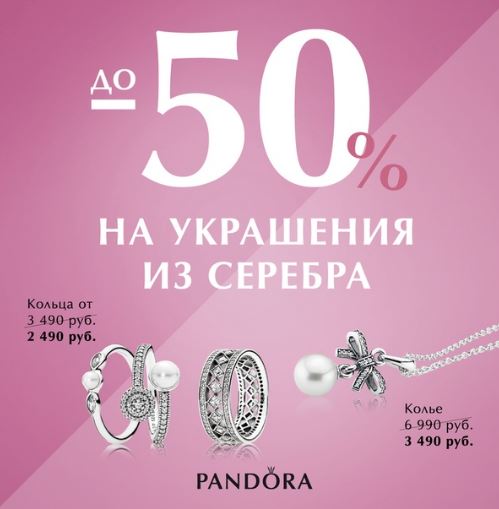 до
-50%
НА УКРАШЕНИЯ
ИЗ СЕРЕБРА
Кольца от
3 490 руб.
2 490 руб.
Колье
6 990 руб.
3 490 руб.
PANDÖRA